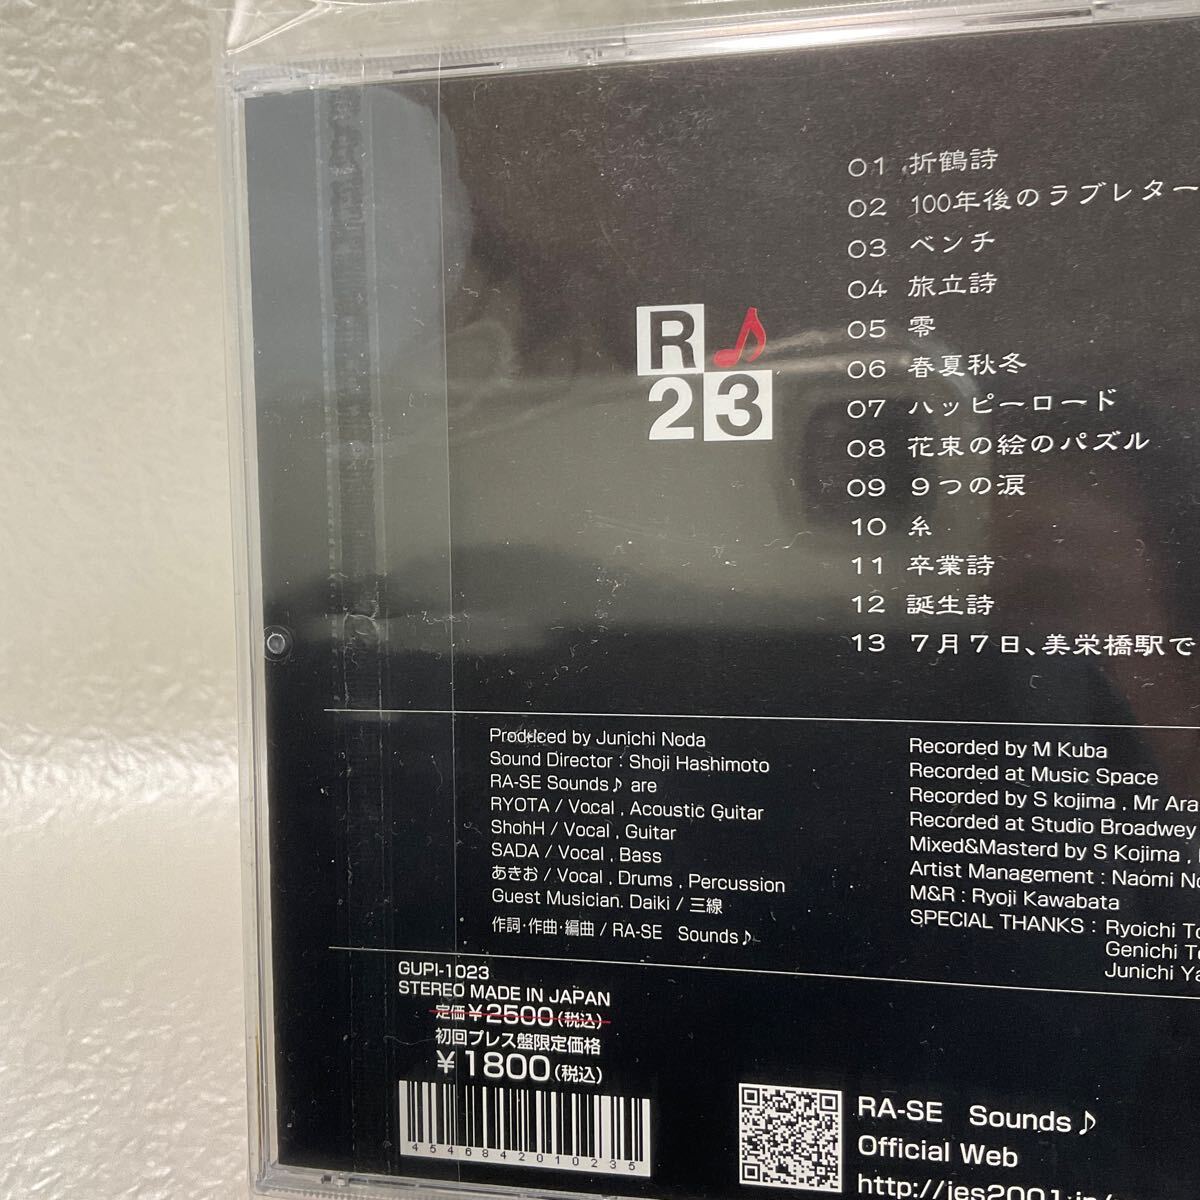 01 折鶴詩
02 100年後のラブレター
03 ベンチ
04 旅立詩
05 零
06 春夏秋冬
07 ハッピーロード
08 花束の絵のパズル
09 9つの涙
10 糸
11 卒業詩
12 誕生詩
13 7月7日、美栄橋駅で
R♪
23
Produced by Junichi Noda
Sound Director : Shoji Hashimoto
RA-SE Sounds♪ are
RYOTA / Vocal , Acoustic Guitar
ShohH / Vocal , Guitar
SADA / Vocal , Bass
あきお / Vocal , Drums , Percussion
Guest Musician. Daiki / 三線
作詞・作曲・編曲 / RA-SE Sounds♪
Recorded by M Kuba
Recorded at Music Space
Recorded by S kojima , Mr Ara
Recorded at Studio Broadwey
Mixed&Masterd by S Kojima ,
Artist Management : Naomi No
M&R : Ryoji Kawabata
SPECIAL THANKS : Ryoichi To
Genichi T
Junichi Ya
GUPI-1023
STEREO MADE IN JAPAN
定価¥2500(税込)
初回プレス盤限定価格
¥1800(税込)
4546842010235
RA-SE Sounds♪
Official Web
http://jes2001.jp/